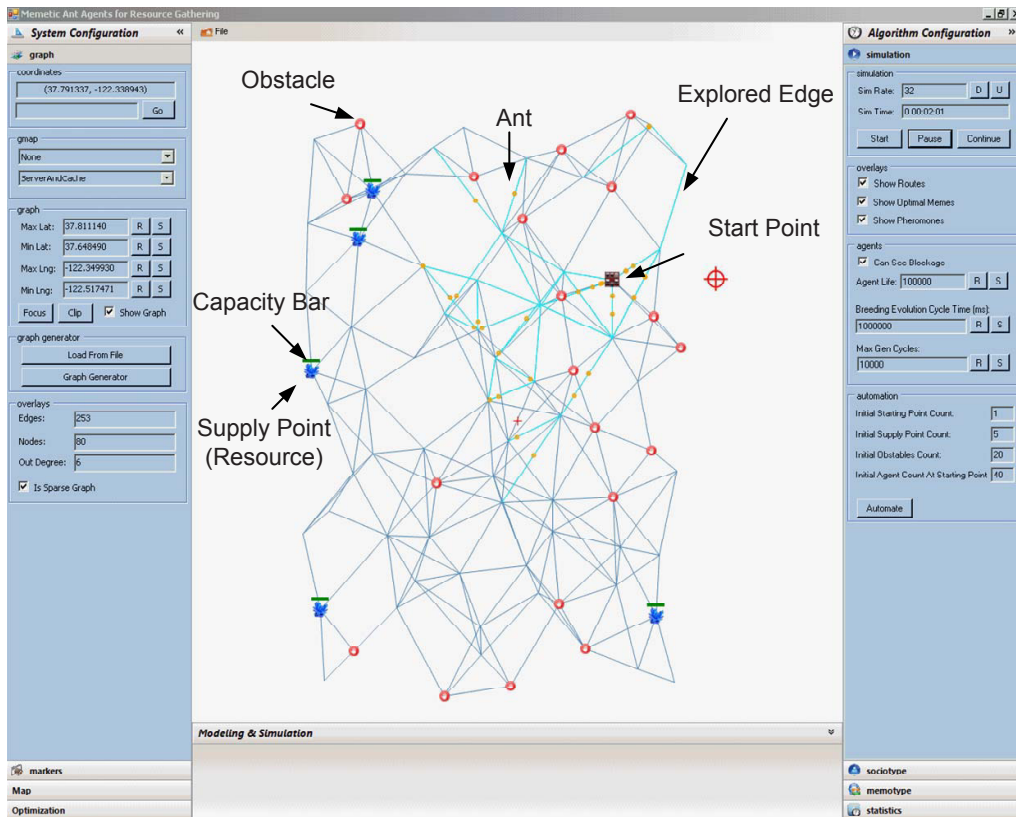 Memetic Ant Agents for Resource Gathering
System Configuration «
graph
coordinates
(37.791337, -122.338943)
Go
gmap
None
ServerAndCache
graph
Max Lat: 37.811140 R S
Min Lat: 37.648490 R S
Max Lng: -122.349930 R S
Min Lng: -122.517471 R S
Focus Clip Show Graph
graph generator
Load From File
Graph Generator
overlays
Edges: 253
Nodes: 80
Out Degree: 6
Is Sparse Graph
markers
Map
Optimization
File
Obstacle
Ant
Explored Edge
Start Point
Capacity Bar
Supply Point
(Resource)
Modeling & Simulation
Algorithm Configuration »
simulation
simulation
Sim Rate: 32 D U
Sim Time: 0.00:02:01
Start Pause Continue
overlays
Show Routes
Show Optimal Memes
Show Pheromones
agents
Can See Blockage
Agent Life: 100000 R S
Breeding Evolution Cycle Time (ms):
1000000 R S
Max Gen Cycles:
10000 R S
automation
Initial Starting Point Count: 1
Initial Supply Point Count: 5
Initial Obstables Count: 20
Initial Agent Count At Starting Point 40
Automate
sociotype
memotype
statistics